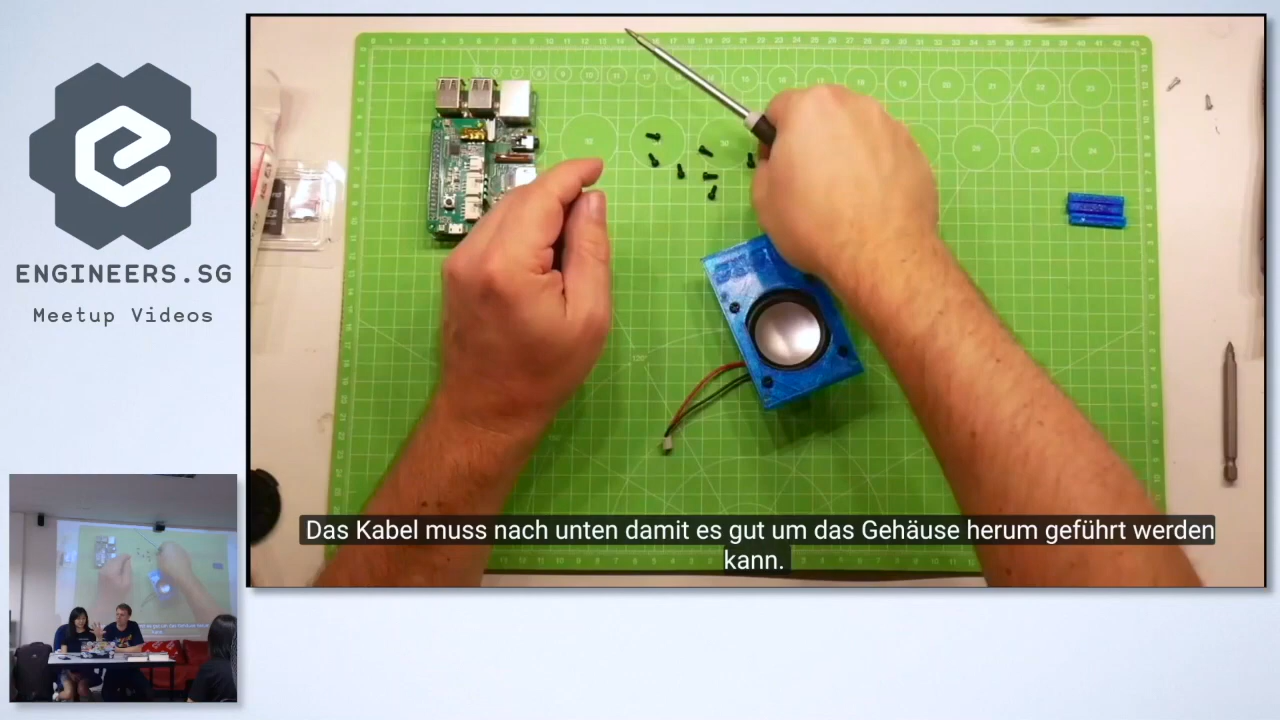 ENGINEERS.SG
Meetup Videos
Das Kabel muss nach unten damit es gut um das Gehäuse herum geführt werden
kann.